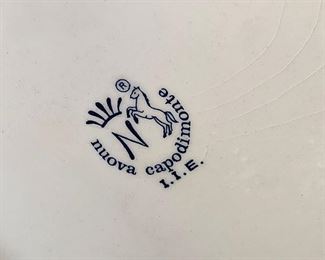 ®
N
nuova capodimonte
I.I.E.